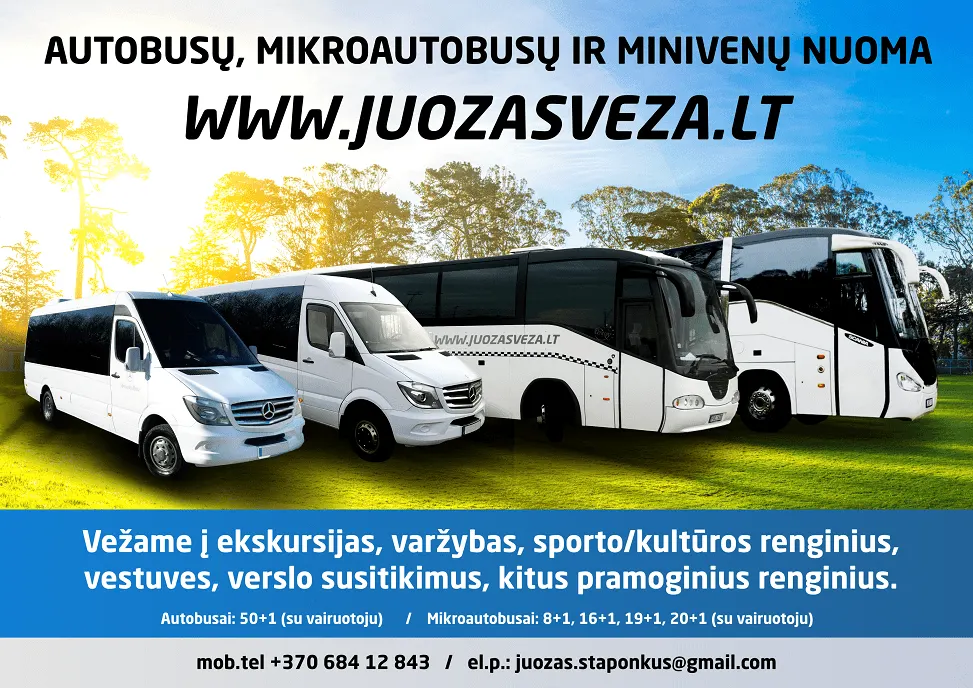 AUTOBUSŲ, MIKROAUTOBUSŲ IR MINIVENŲ NUOMA
WWW.JUOZASVEZA.LT
WWW.JUOZASVEZA.LT
SCANIA
Vežame į ekskursijas, varžybas, sporto/kultūros renginius,
vestuves, verslo susitikimus, kitus pramoginius renginius.
Autobusai: 50+1 (su vairuotoju) / Mikroautobusai: 8+1, 16+1, 19+1, 20+1 (su vairuotoju)
mob.tel +370 684 12 843 / el.p.: juozas.staponkus@gmail.com